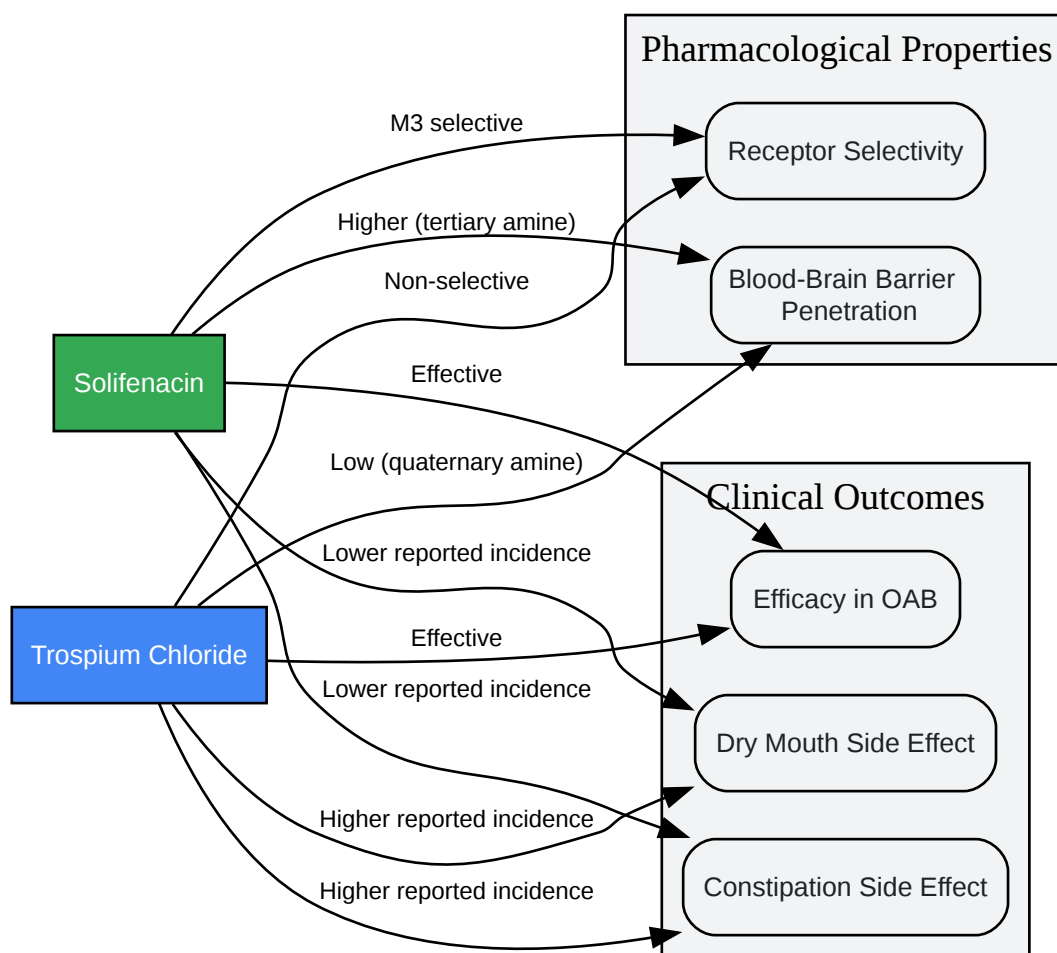 Pharmacological Properties
M3 selective
Receptor Selectivity
Higher (tertiary amine)
Non-selective
Blood-Brain Barrier
Penetration
Solifenacin
Effective
Low (quaternary amine)
Clinical Outcomes
Lower reported incidence
Efficacy in OAB
Effective
Trospium Chloride
Lower reported incidence
Dry Mouth Side Effect
Higher reported incidence
Constipation Side Effect
Higher reported incidence